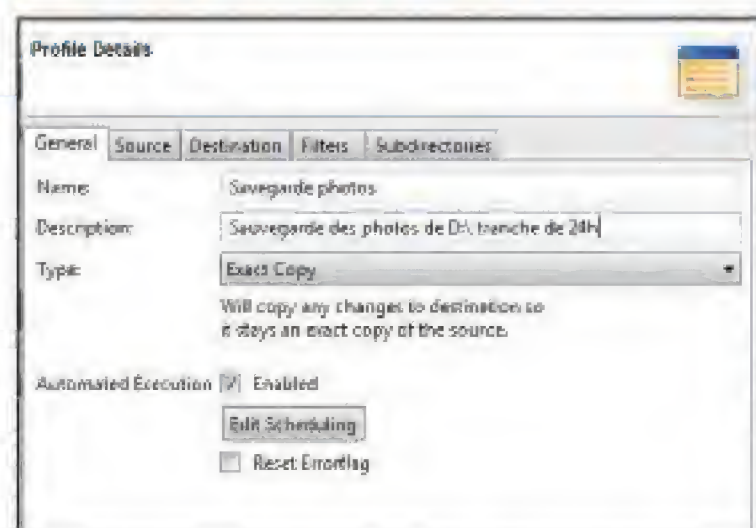 Profile Details
General Source Destination Filters Subdirectories
Name: Savegarde photos
Description: Sauvegarde des photos de D:\ tranche de 24h
Type: Exact Copy
Will copy any changes to destination so
it stays an exact copy of the source.
Automated Execution Enabled
Edit Scheduling
Reset Errorflag